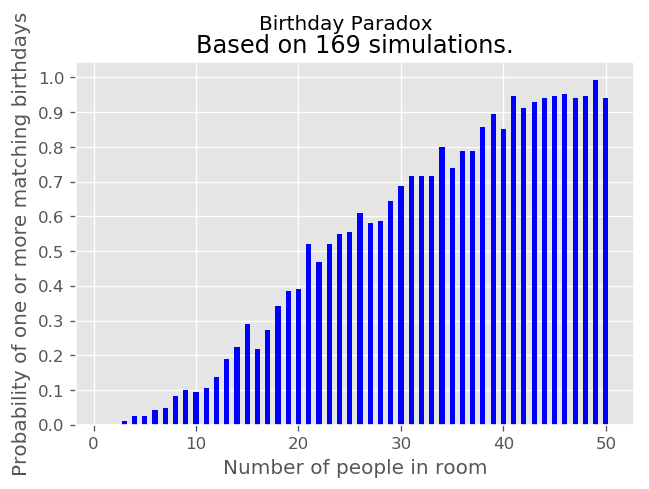 Birthday Paradox
Based on 169 simulations.
Probability of one or more matching birthdays
1.0
0.9
0.8
0.7
0.6
0.5
0.4
0.3
0.2
0.1
0.0
0 10 20 30 40 50
Number of people in room